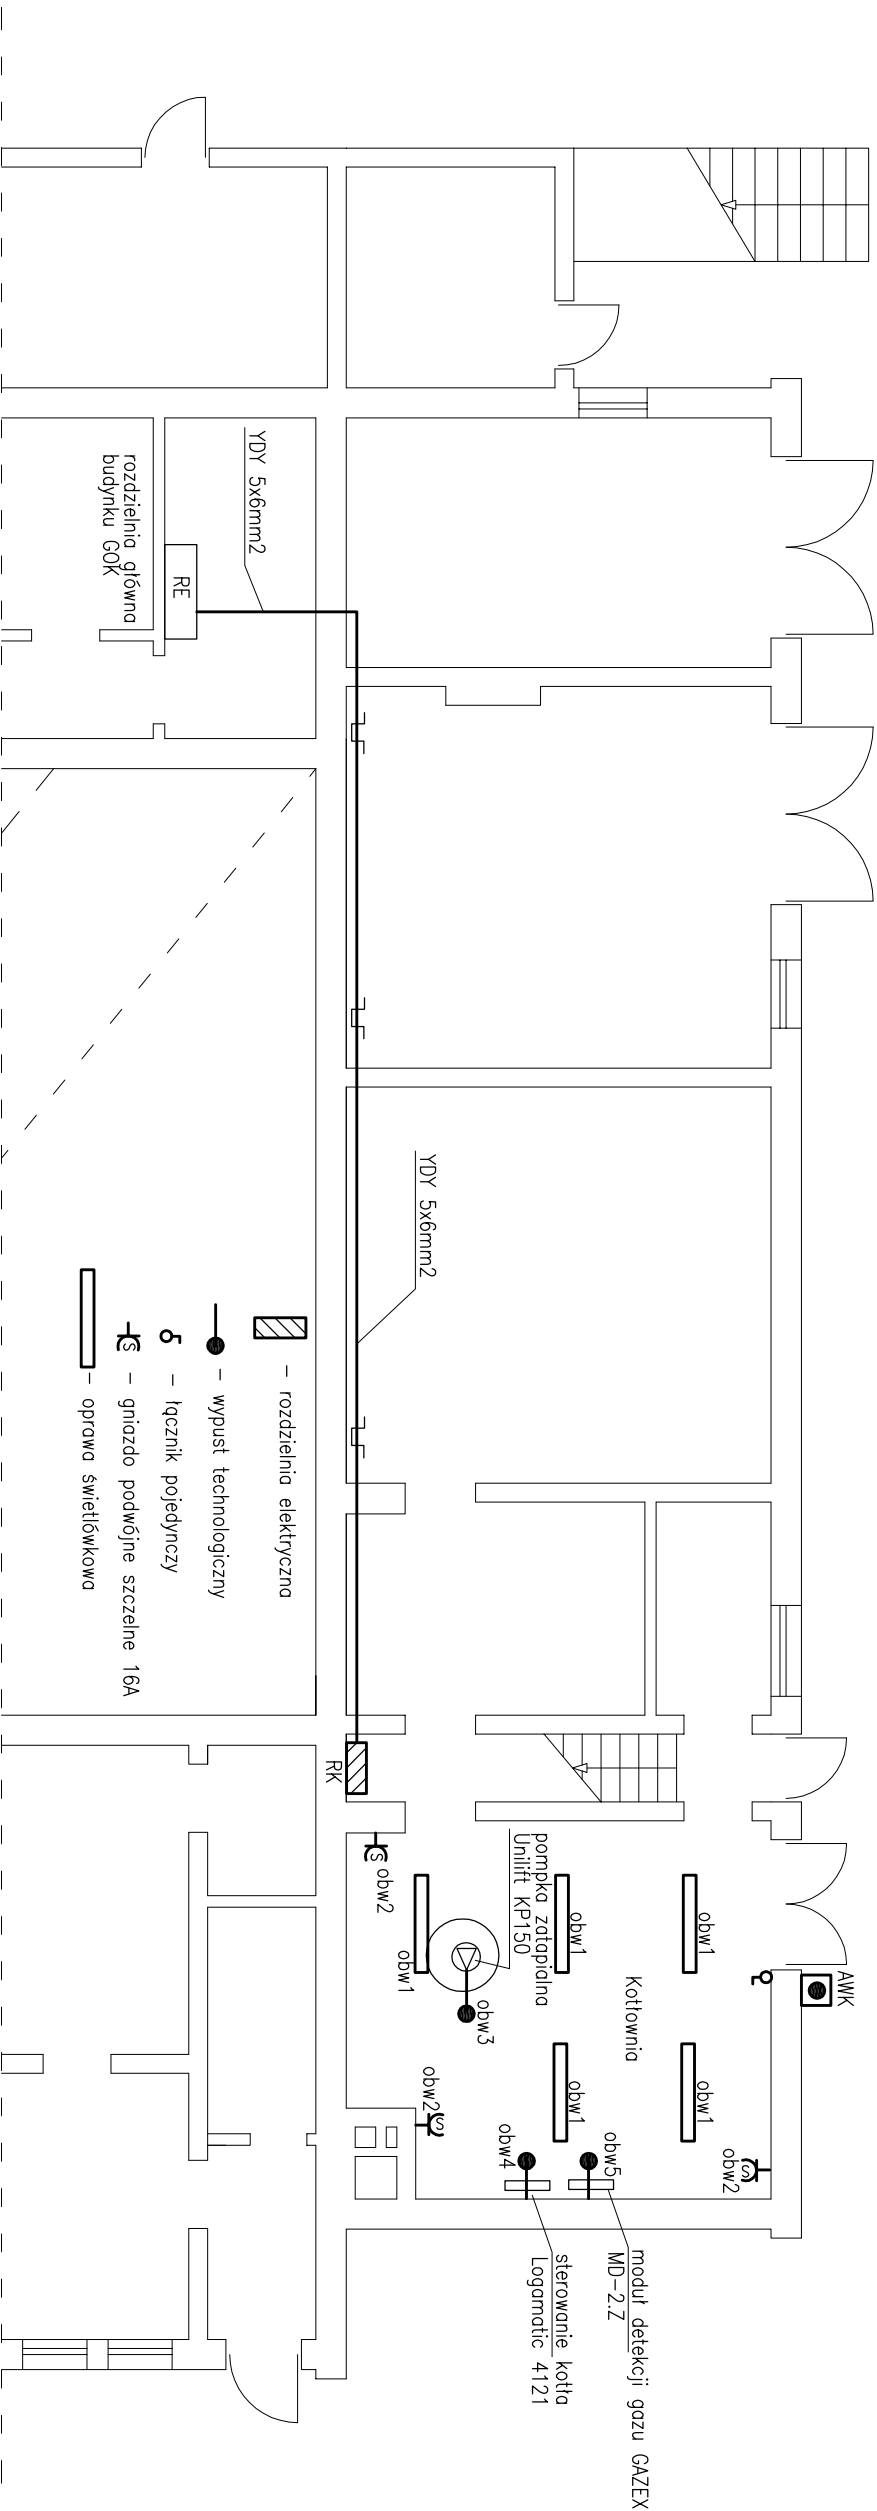 YDY 5x6mm2
rozdzielnia główna
budynku GOK
RE
YDY 5x6mm2
– rozdzielnia elektryczna
– wypust technologiczny
– łącznik pojedynczy
S
– gniazdo podwójne szczelne 16A
– oprawa świetlówkowa
RK
S
obw2
pompka zatapialna
Unilift KP150
obw1
obw1
obw1
AWK
Kotłownia
obw3
obw1
obw1
obw2
S
obw4
obw5
obw2
S
moduł detekcji gazu GAZEX
MD–2.Z
sterowanie kotła
Logamatic 4121